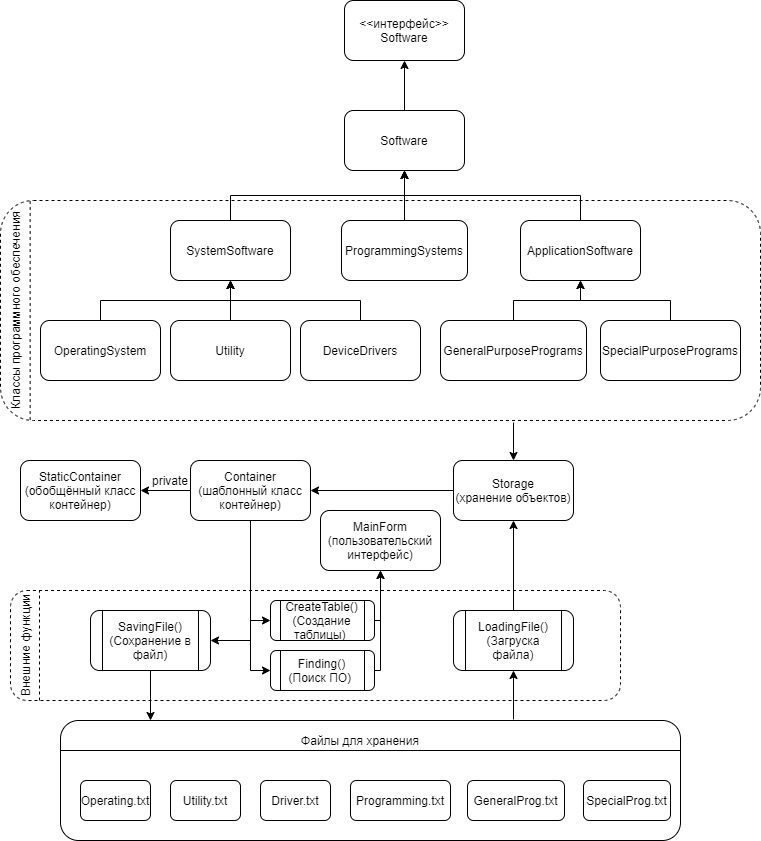 <<интерфейс>>
Software
Software
Классы программного обеспечения
SystemSoftware
ProgrammingSystems
ApplicationSoftware
OperatingSystem
Utility
DeviceDrivers
GeneralPurposePrograms
SpecialPurposePrograms
StaticContainer
(обобщённый класс
контейнер)
private
Container
(шаблонный класс
контейнер)
Storage
(хранение объектов)
MainForm
(пользовательский
интерфейс)
Внешние функции
SavingFile()
(Сохранение в
файл)
CreateTable()
(Создание
таблицы)
Finding()
(Поиск ПО)
LoadingFile()
(Загруска
файла)
Файлы для хранения
Operating.txt
Utility.txt
Driver.txt
Programming.txt
GeneralProg.txt
SpecialProg.txt